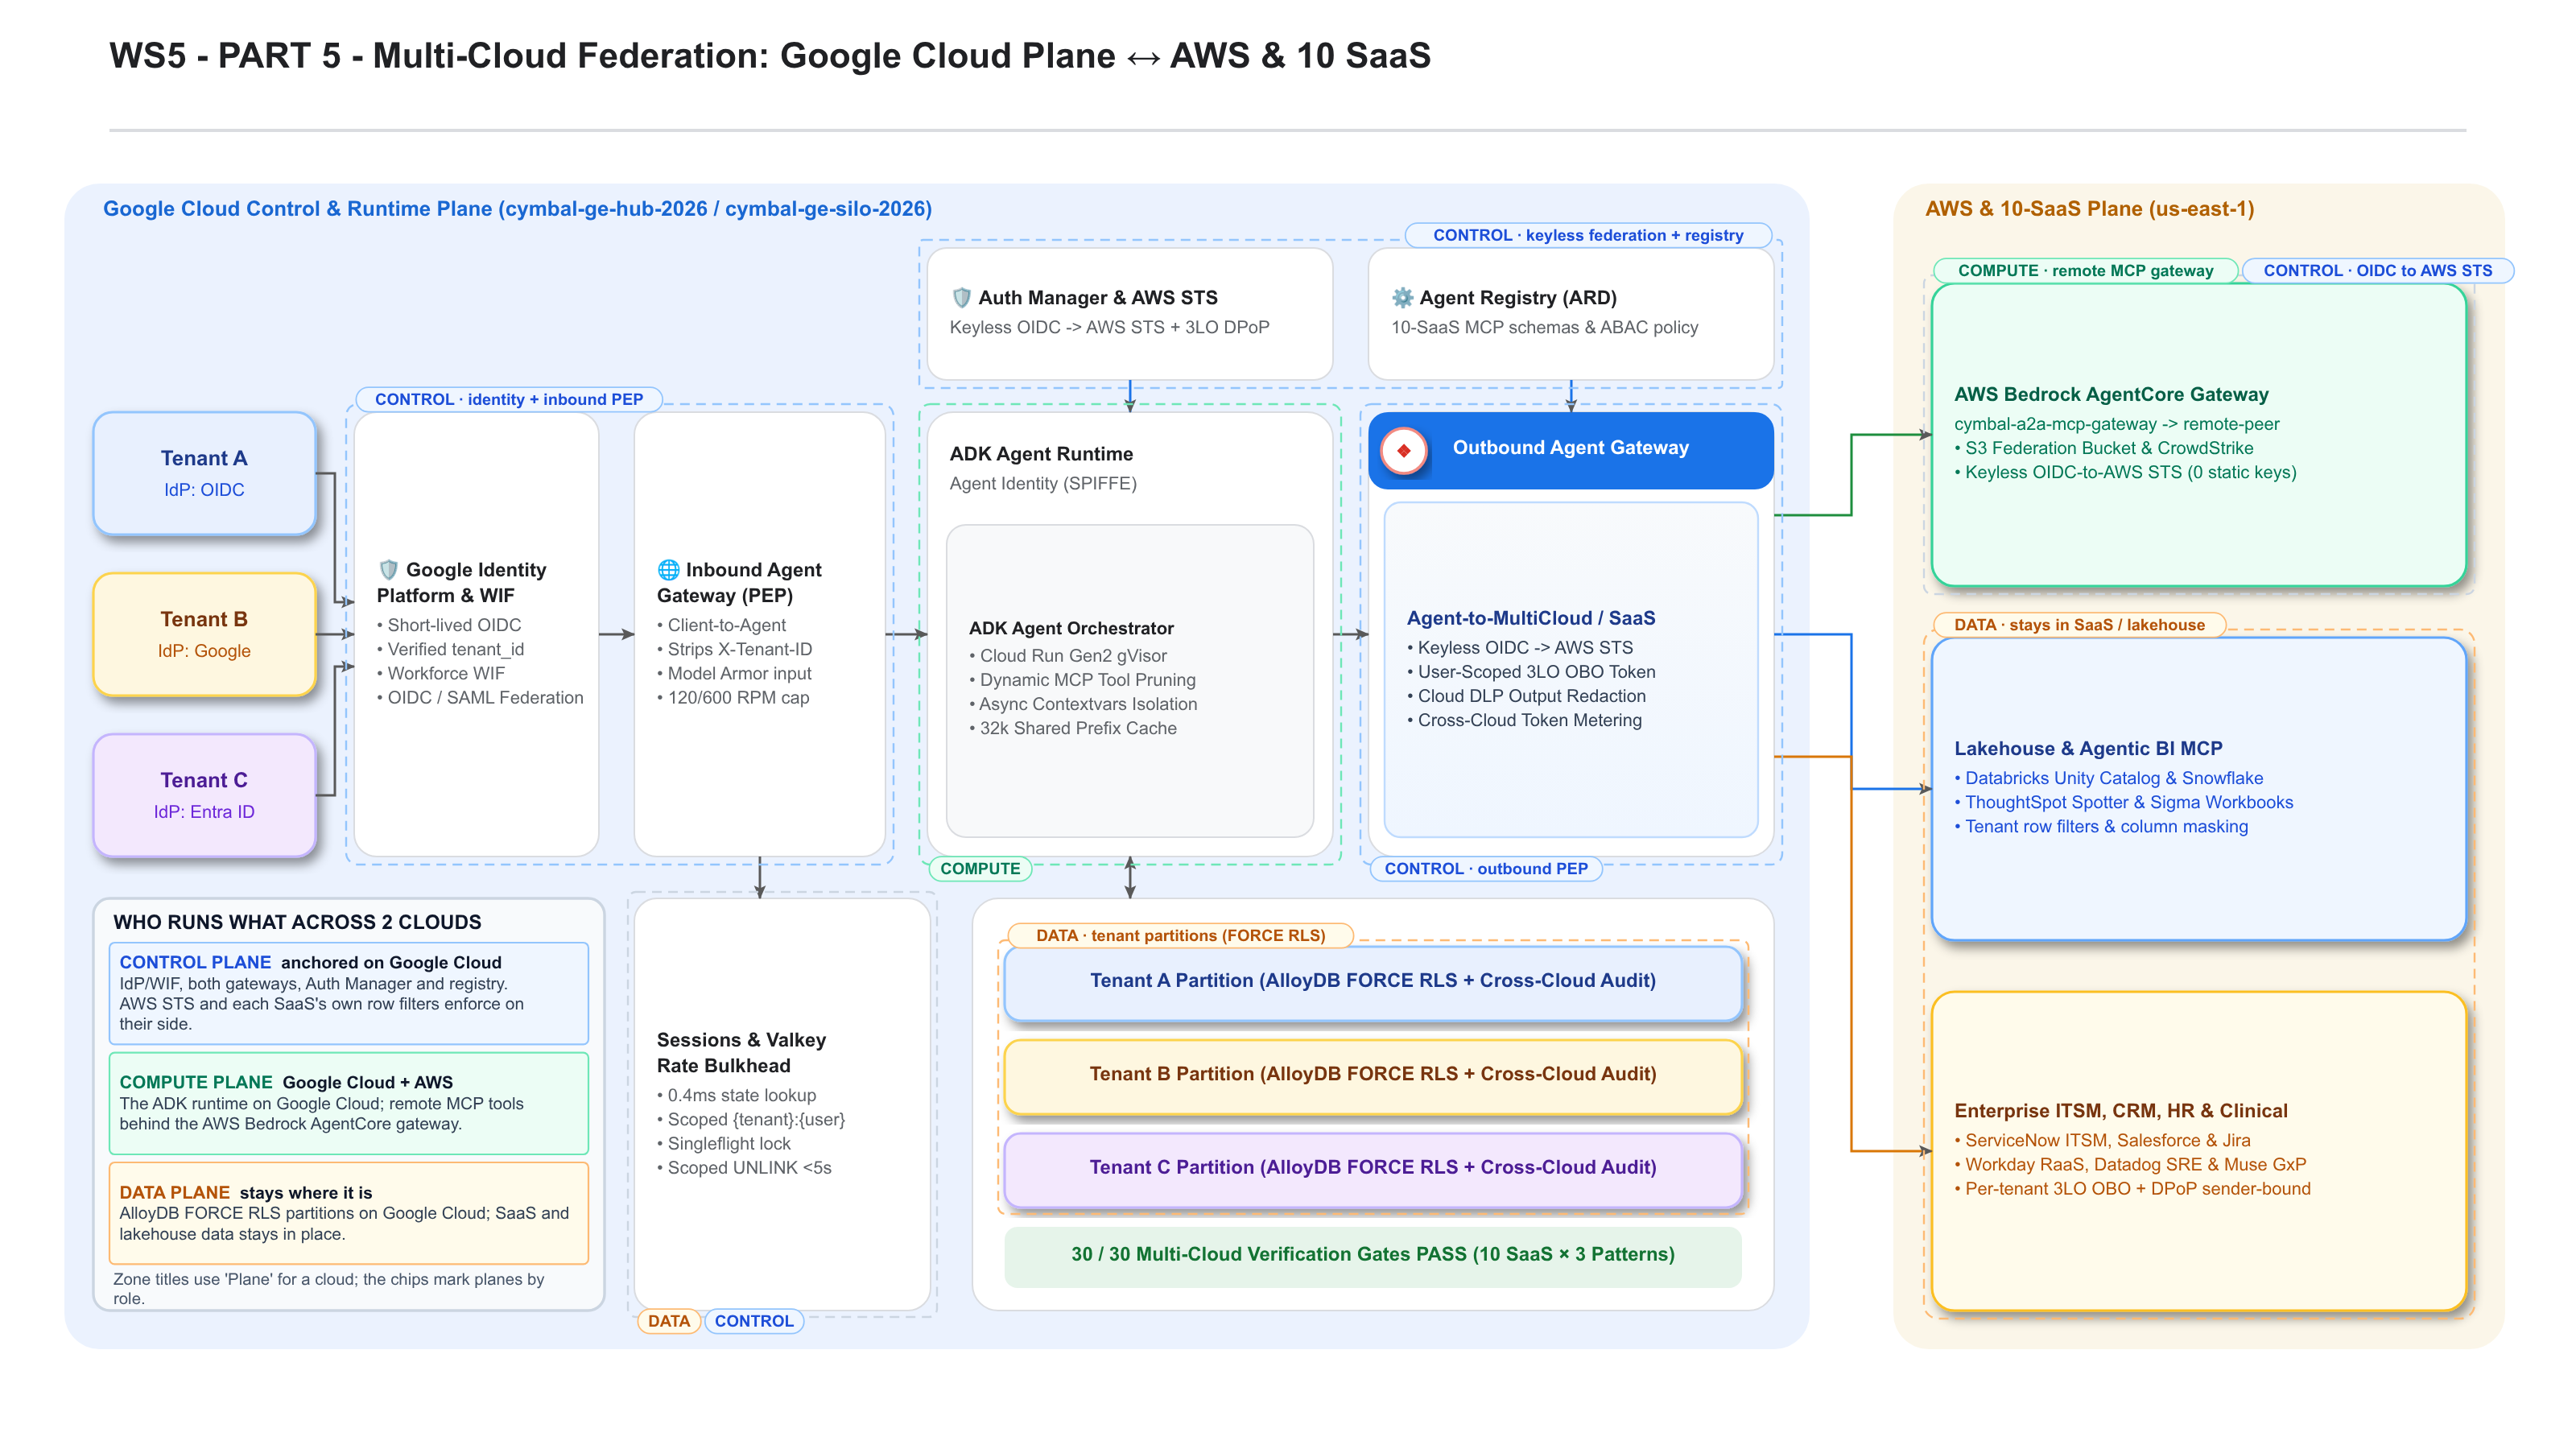 WS5 - PART 5 - Multi-Cloud Federation: Google Cloud Plane ↔ AWS & 10 SaaS
Google Cloud Control & Runtime Plane (cymbal-ge-hub-2026 / cymbal-ge-silo-2026)
CONTROL · keyless federation + registry
🛡️ Auth Manager & AWS STS
Keyless OIDC -> AWS STS + 3LO DPoP
⚙️ Agent Registry (ARD)
10-SaaS MCP schemas & ABAC policy
Tenant A
IdP: OIDC
Tenant B
IdP: Google
Tenant C
IdP: Entra ID
CONTROL · identity + inbound PEP
🛡️ Google Identity
Platform & WIF
• Short-lived OIDC
• Verified tenant_id
• Workforce WIF
• OIDC / SAML Federation
🌐 Inbound Agent
Gateway (PEP)
• Client-to-Agent
• Strips X-Tenant-ID
• Model Armor input
• 120/600 RPM cap
ADK Agent Runtime
Agent Identity (SPIFFE)
ADK Agent Orchestrator
• Cloud Run Gen2 gVisor
• Dynamic MCP Tool Pruning
• Async Contextvars Isolation
• 32k Shared Prefix Cache
COMPUTE
Outbound Agent Gateway
Agent-to-MultiCloud / SaaS
• Keyless OIDC -> AWS STS
• User-Scoped 3LO OBO Token
• Cloud DLP Output Redaction
• Cross-Cloud Token Metering
CONTROL · outbound PEP
WHO RUNS WHAT ACROSS 2 CLOUDS
CONTROL PLANE anchored on Google Cloud
IdP/WIF, both gateways, Auth Manager and registry.
AWS STS and each SaaS's own row filters enforce on
their side.
COMPUTE PLANE Google Cloud + AWS
The ADK runtime on Google Cloud; remote MCP tools
behind the AWS Bedrock AgentCore gateway.
DATA PLANE stays where it is
AlloyDB FORCE RLS partitions on Google Cloud; SaaS and
lakehouse data stays in place.
Zone titles use 'Plane' for a cloud; the chips mark planes by
role.
Sessions & Valkey
Rate Bulkhead
• 0.4ms state lookup
• Scoped {tenant}:{user}
• Singleflight lock
• Scoped UNLINK <5s
DATA
CONTROL
DATA · tenant partitions (FORCE RLS)
Tenant A Partition (AlloyDB FORCE RLS + Cross-Cloud Audit)
Tenant B Partition (AlloyDB FORCE RLS + Cross-Cloud Audit)
Tenant C Partition (AlloyDB FORCE RLS + Cross-Cloud Audit)
30 / 30 Multi-Cloud Verification Gates PASS (10 SaaS × 3 Patterns)
AWS & 10-SaaS Plane (us-east-1)
COMPUTE · remote MCP gateway
CONTROL · OIDC to AWS STS
AWS Bedrock AgentCore Gateway
cymbal-a2a-mcp-gateway -> remote-peer
• S3 Federation Bucket & CrowdStrike
• Keyless OIDC-to-AWS STS (0 static keys)
DATA · stays in SaaS / lakehouse
Lakehouse & Agentic BI MCP
• Databricks Unity Catalog & Snowflake
• ThoughtSpot Spotter & Sigma Workbooks
• Tenant row filters & column masking
Enterprise ITSM, CRM, HR & Clinical
• ServiceNow ITSM, Salesforce & Jira
• Workday RaaS, Datadog SRE & Muse GxP
• Per-tenant 3LO OBO + DPoP sender-bound